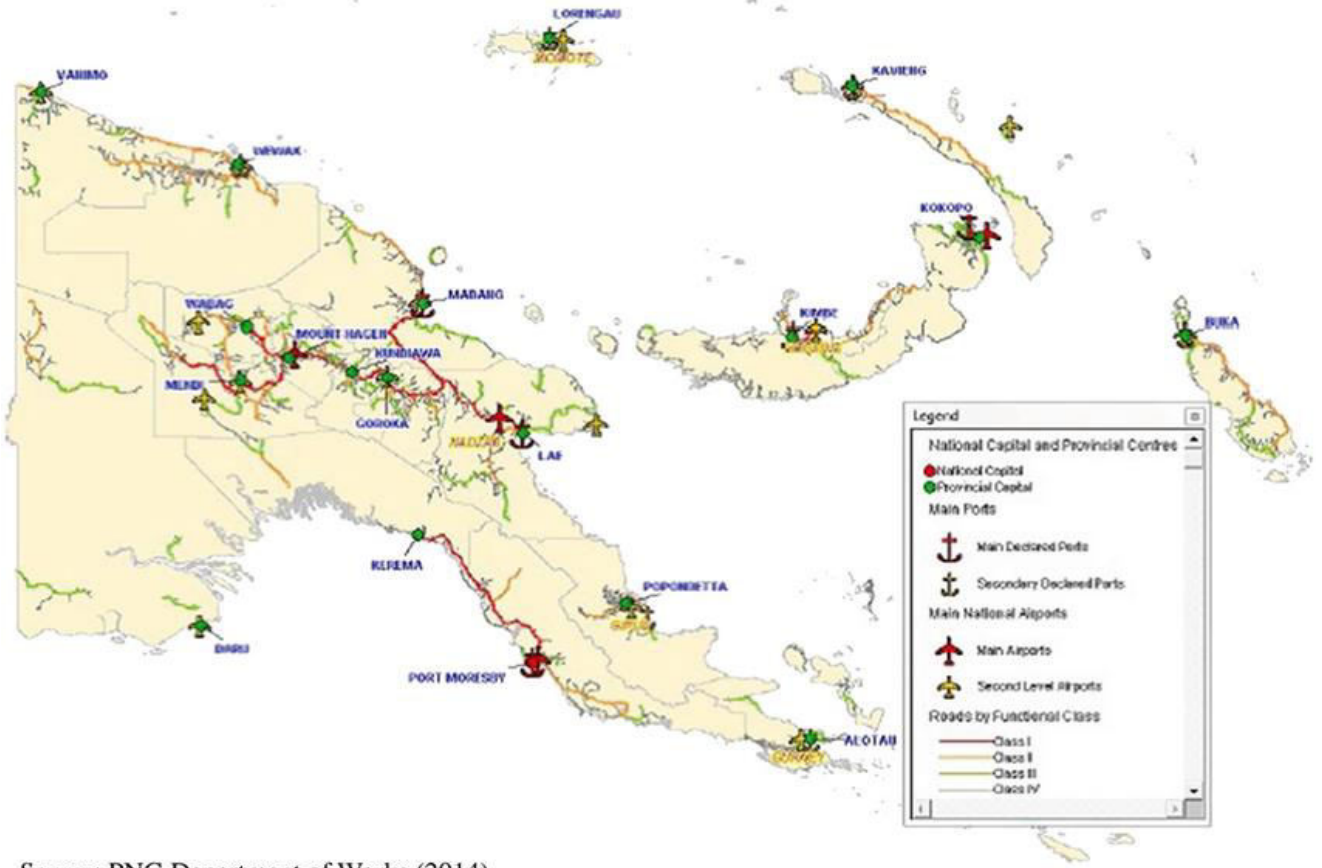 LORENGAU
MOMOTE
VANIMO
KAVIENG
WEWAK
KOKOPO
MADANG
WABAG
MOUNT HAGEN
KUNDIAWA
KIMBE
BUKA
MENDI
GOROKA
NADZAB
LAE
KEREMA
POPONDETTA
DARU
PORT MORESBY
ALOTAU
GURNEY
Legend
National Capital and Provincial Centres
National Capital
Provincial Capital
Main Ports
Main Declared Ports
Secondary Declared Ports
Main National Airports
Main Airports
Second Level Airports
Roads by Functional Class
Class I
Class II
Class III
Class IV
Source: PNG Department of Works (2014)